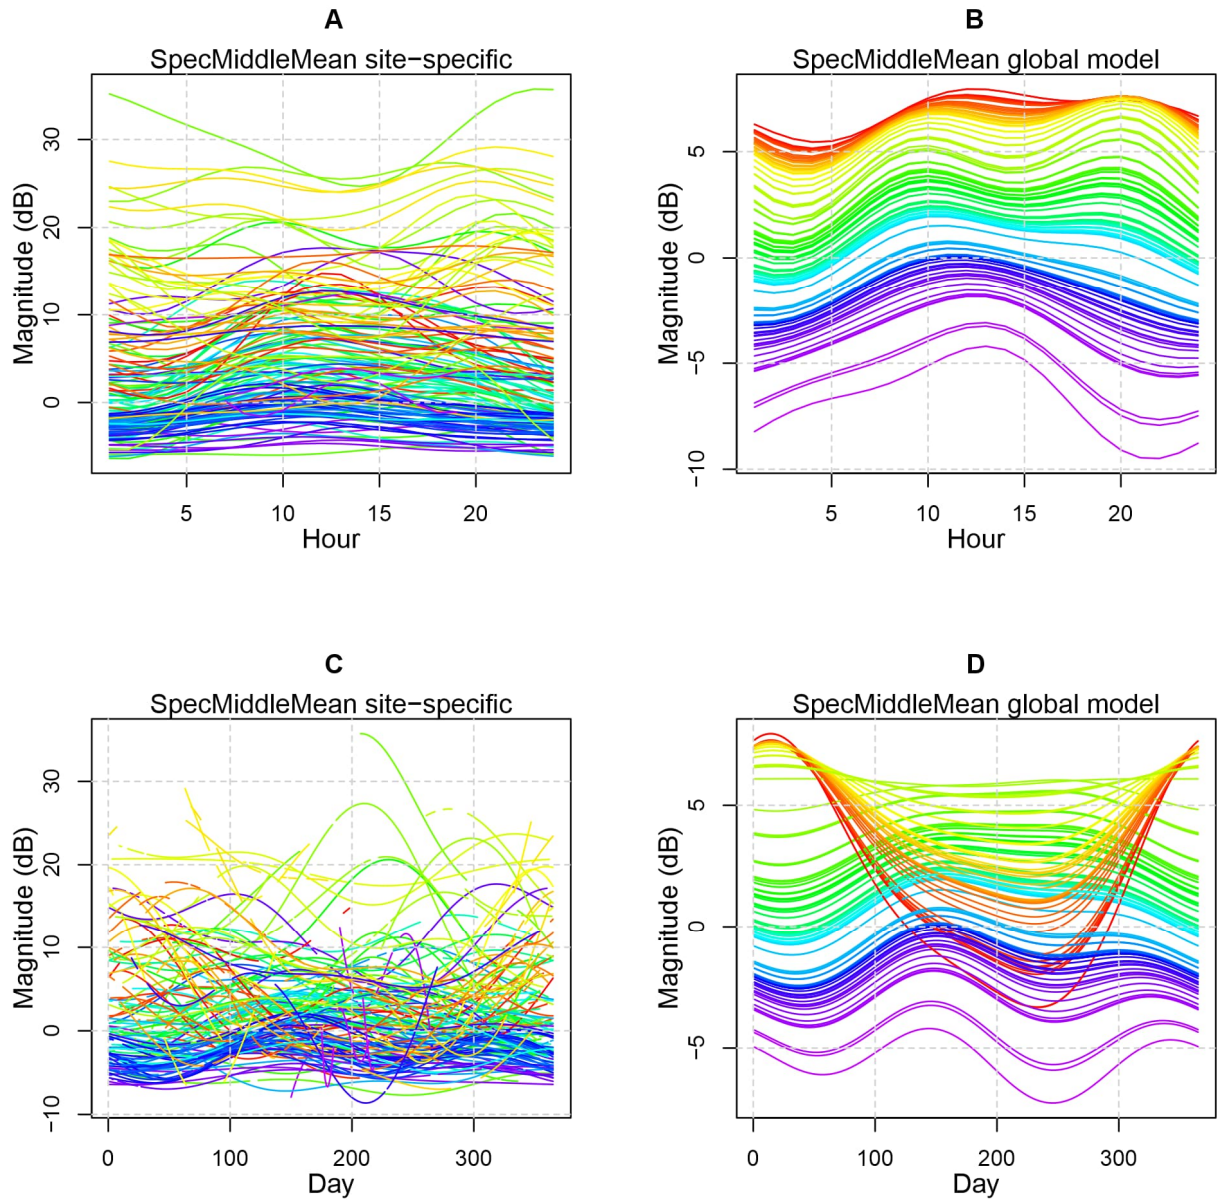 A
SpecMiddleMean site−specific
Magnitude (dB)
30
20
10
0
5
10
15
20
Hour
B
SpecMiddleMean global model
Magnitude (dB)
5
0
−5
−10
5
10
15
20
Hour
C
SpecMiddleMean site−specific
Magnitude (dB)
30
20
10
0
−10
0
100
200
300
Day
D
SpecMiddleMean global model
Magnitude (dB)
5
0
−5
0
100
200
300
Day